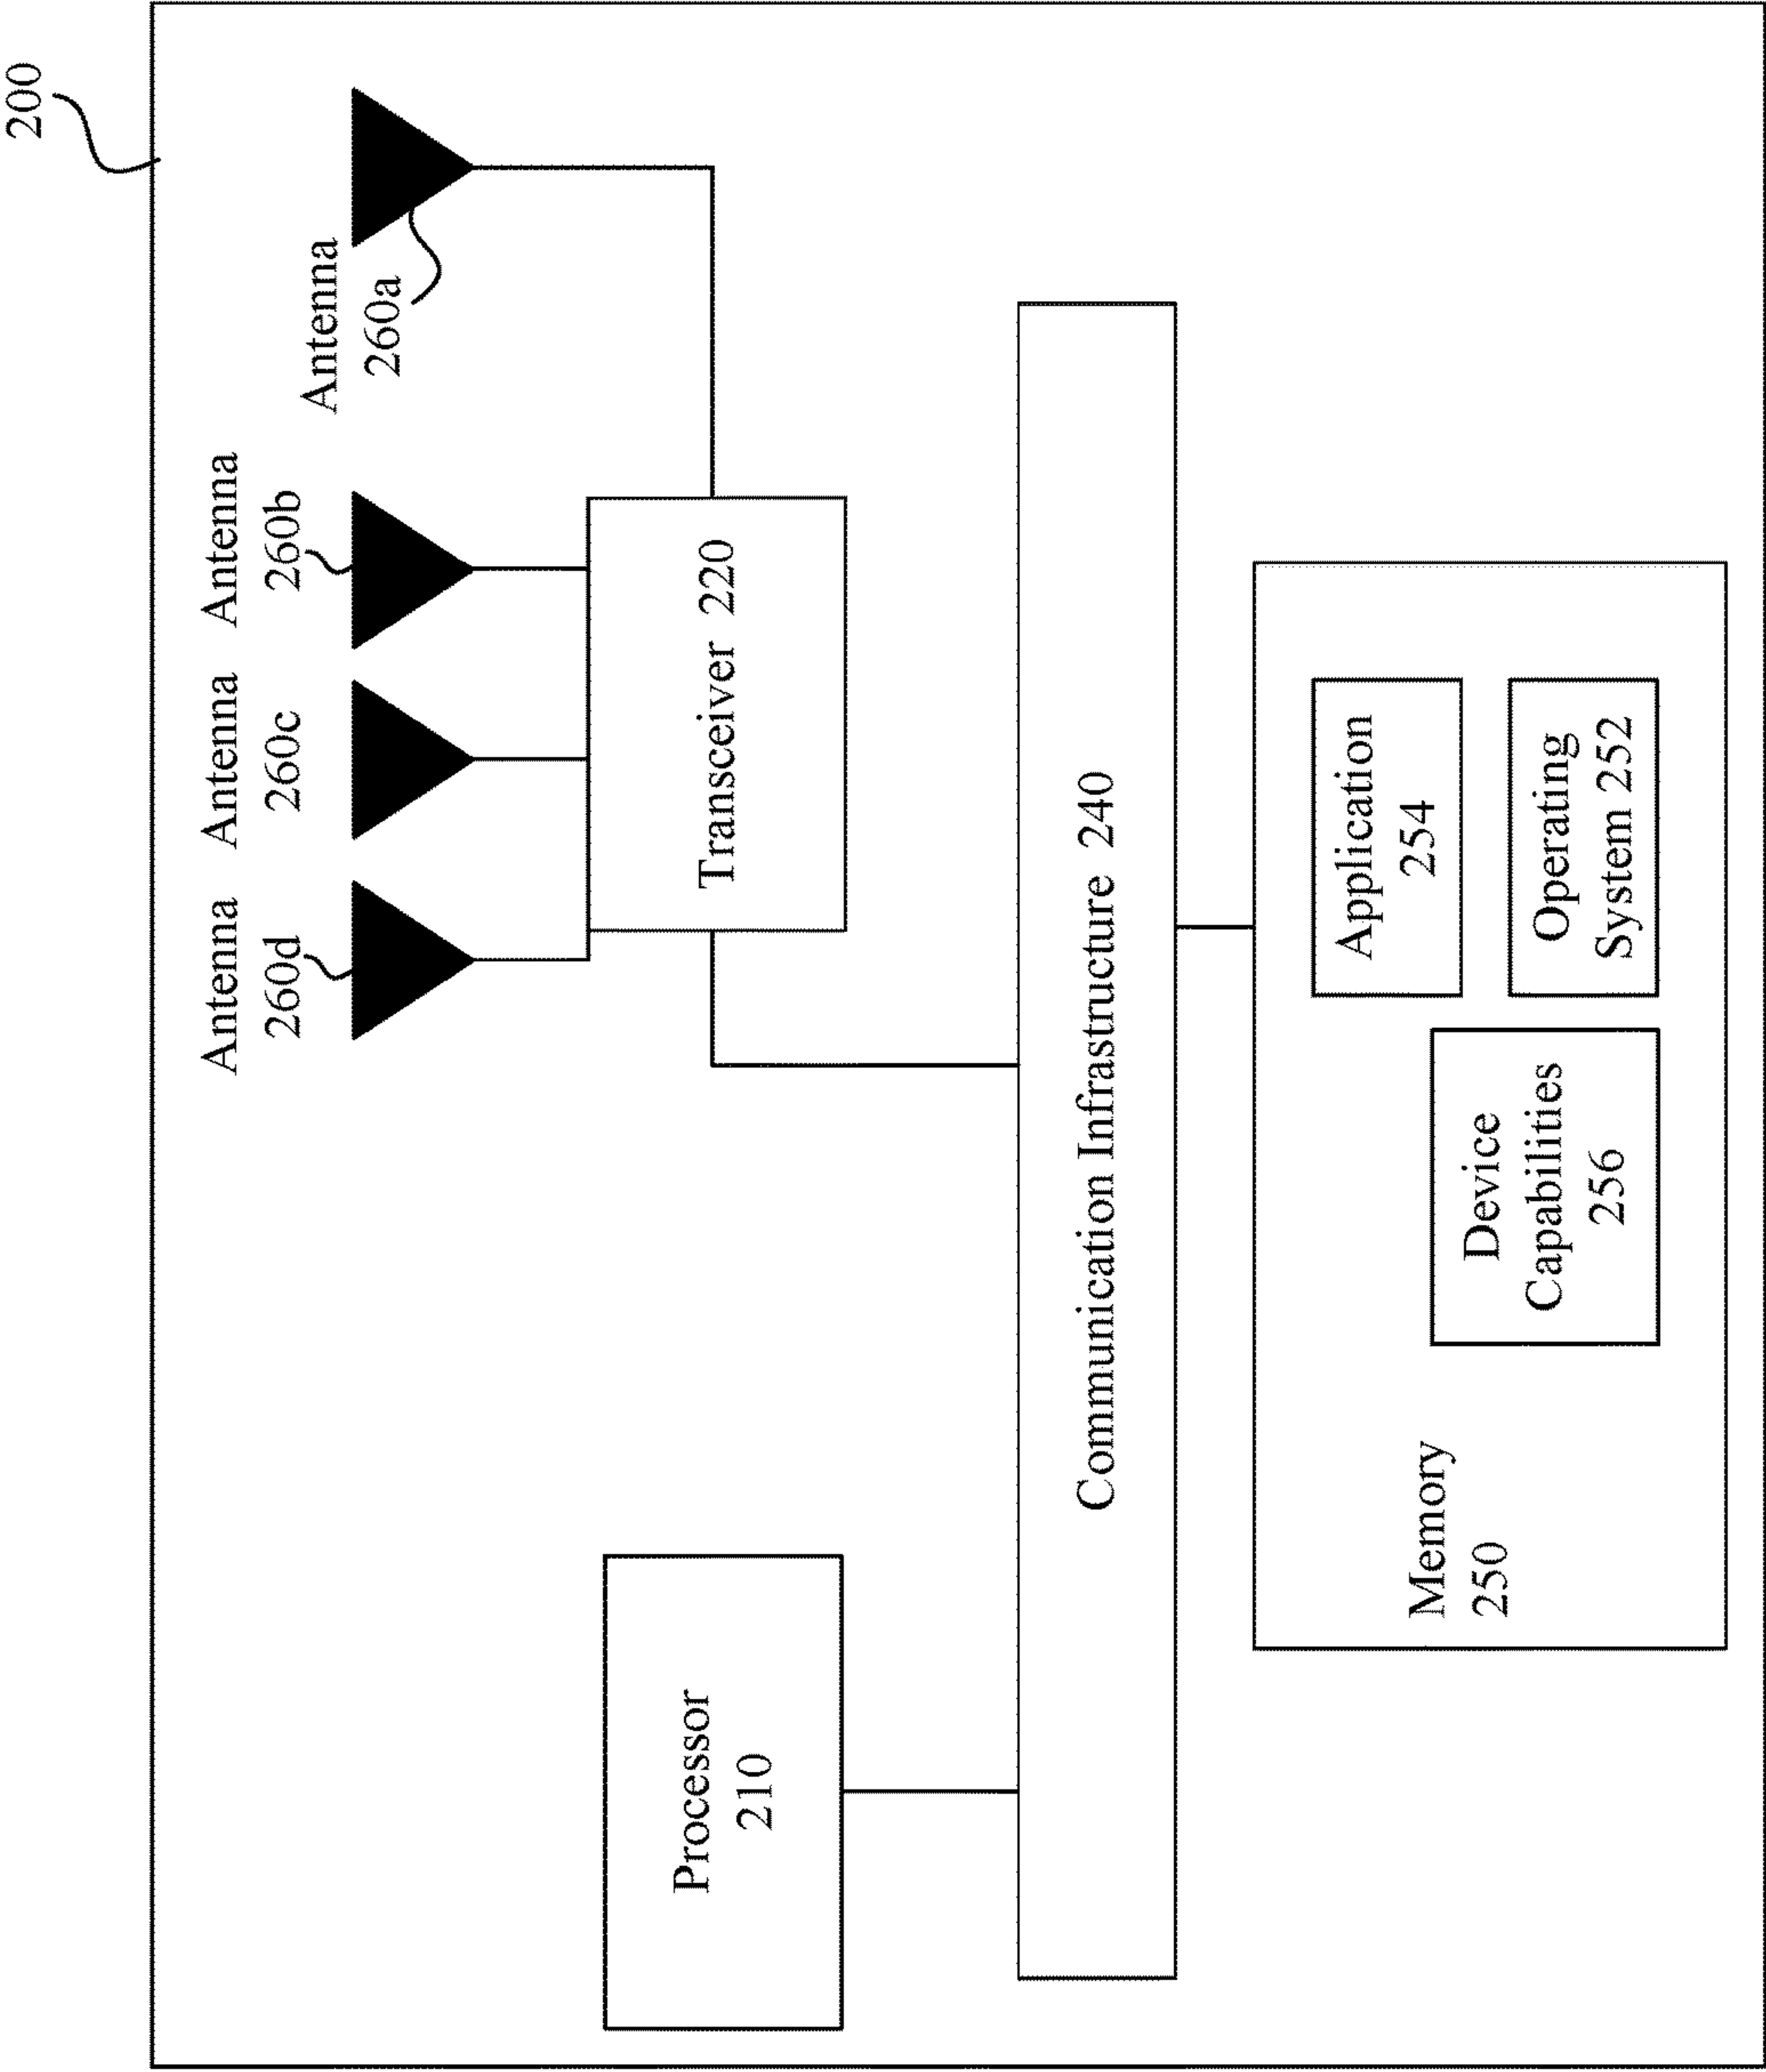 200
Antenna
260d
Antenna
260c
Antenna
260b
Antenna
260a
Processor
210
Transceiver 220
Communication Infrastructure 240
Memory
250
Device
Capabilities
256
Application
254
Operating
System 252